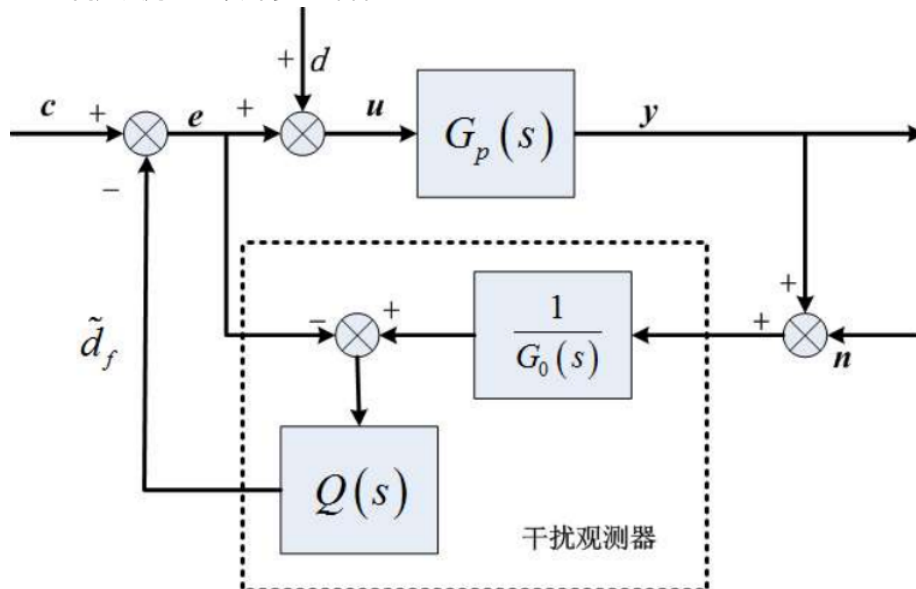 + d
c + e + u G_p(s) y
−
− + 1/G_0(s) + +
d̃_f n
Q(s)
干扰观测器